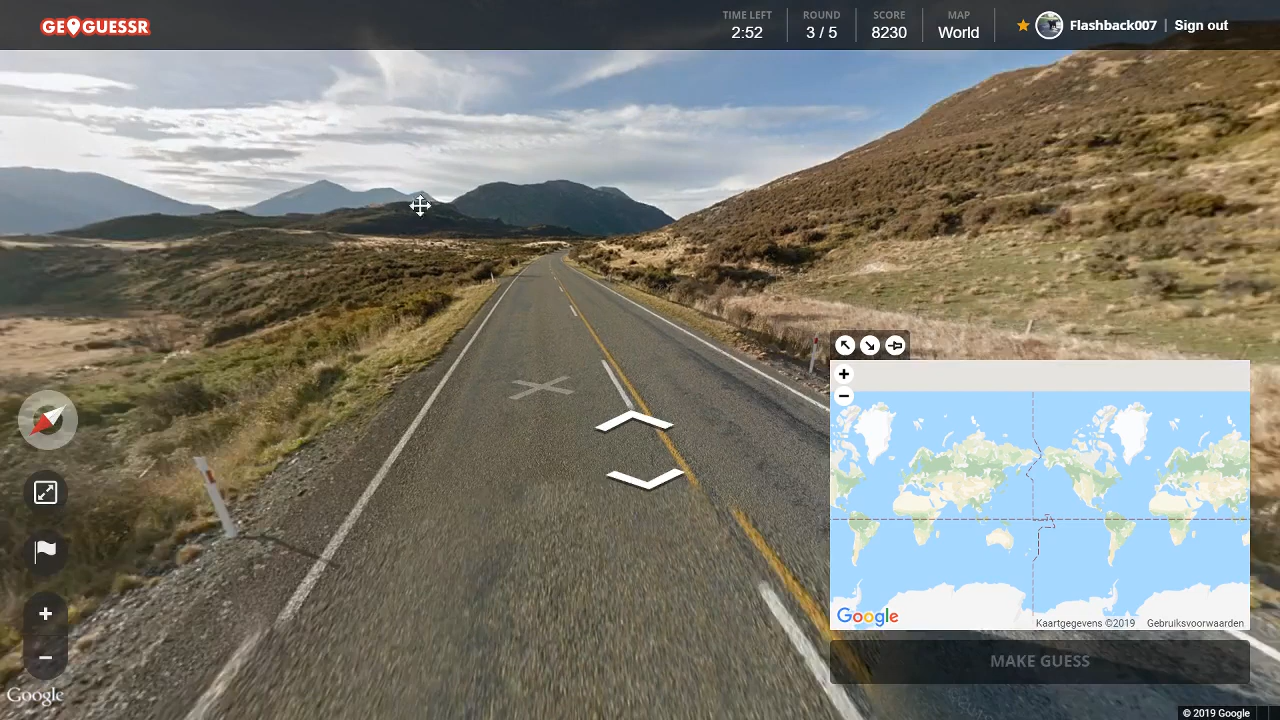 GEOGUESSR
TIME LEFT
2:52
ROUND
3 / 5
SCORE
8230
MAP
World
Flashback007 | Sign out
Google
Kaartgegevens ©2019 Gebruiksvoorwaarden
MAKE GUESS
Google
© 2019 Google